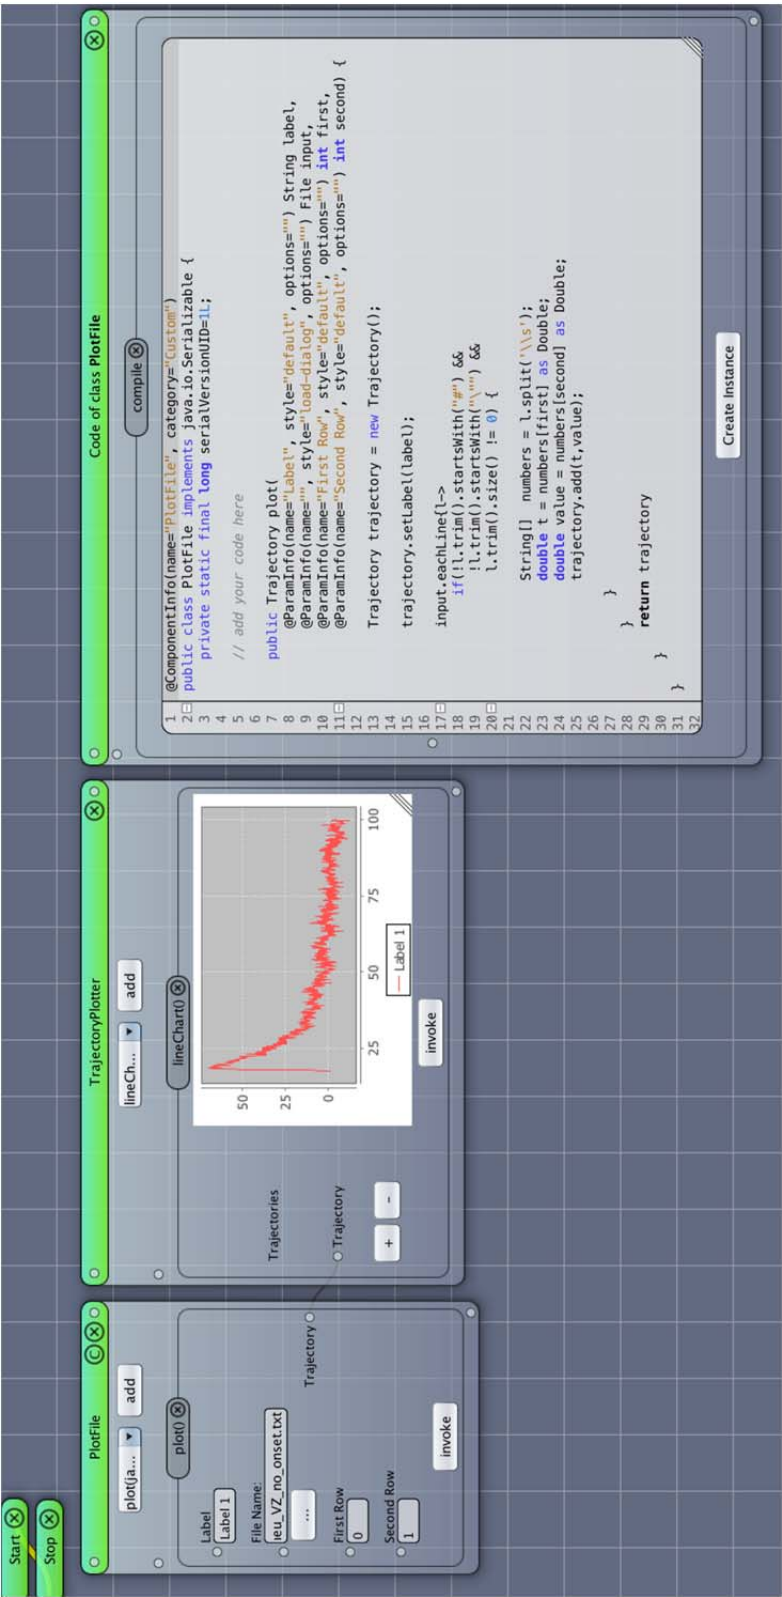 Start
Stop
PlotFile
plot(ja...
add
plot()
Label
Label 1
File Name:
ieu_VZ_no_onset.txt
...
First Row
0
Second Row
1
Trajectory
invoke
TrajectoryPlotter
lineCh...
add
lineChart()
Trajectories
Trajectory
+
-
50
25
0
25
50
75
100
Label 1
invoke
Code of class PlotFile
compile
1 @ComponentInfo(name="PlotFile", category="Custom")
2 public class PlotFile implements java.io.Serializable {
3 private static final long serialVersionUID=1L;
4
5 // add your code here
6
7 public Trajectory plot(
8 @ParamInfo(name="Label", style="default", options="") String label,
9 @ParamInfo(name="", style="load-dialog", options="") File input,
10 @ParamInfo(name="First Row", style="default", options="") int first,
11 @ParamInfo(name="Second Row", style="default", options="") int second) {
12
13 Trajectory trajectory = new Trajectory();
14
15 trajectory.setLabel(label);
16
17 input.eachLine{l->
18 if(!l.trim().startsWith("#") &&
19 !l.trim().startsWith("\"") &&
20 l.trim().size() != 0) {
21
22 String[] numbers = l.split('\\s');
23 double t = numbers[first] as Double;
24 double value = numbers[second] as Double;
25 trajectory.add(t,value);
26
27 }
28 }
29 return trajectory
30 }
31 }
32
Create Instance